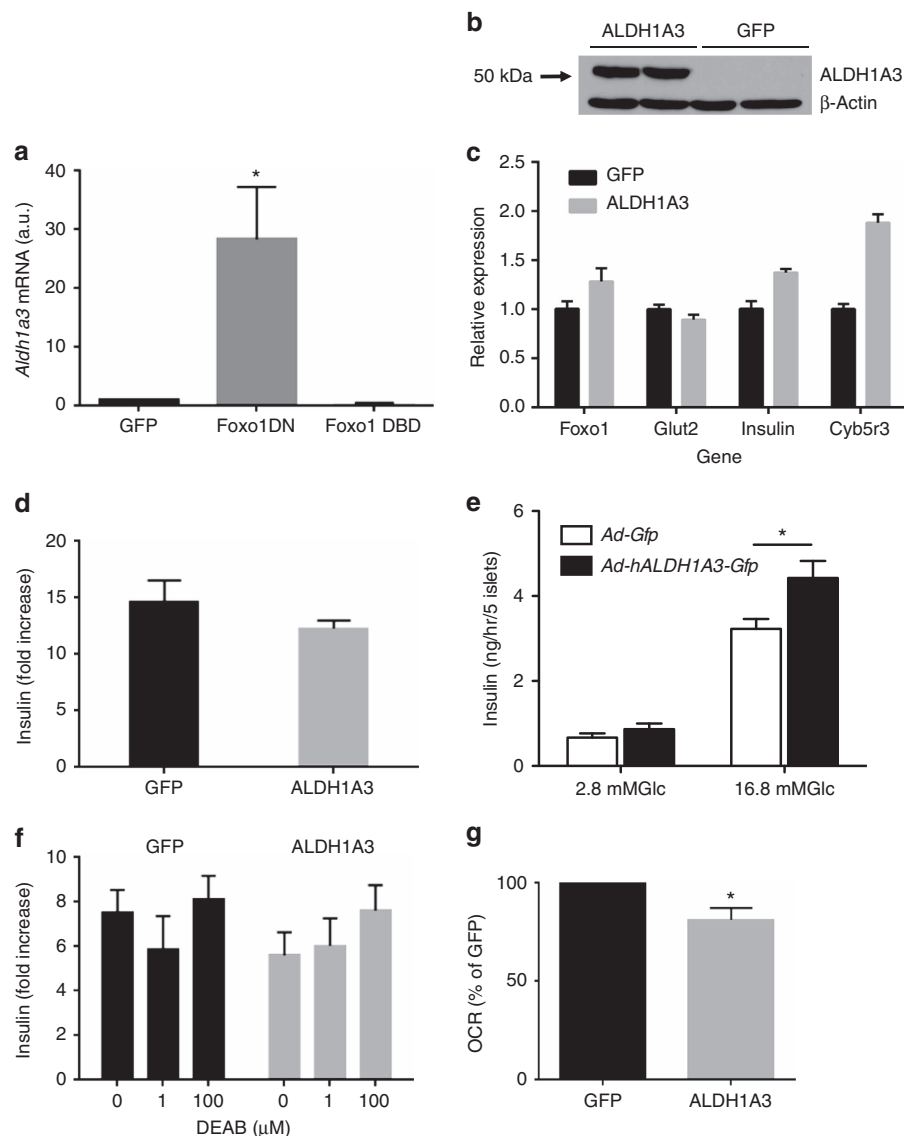 b
ALDH1A3 GFP
50 kDa
ALDH1A3
β-Actin
a
Aldh1a3 mRNA (a.u.)
40
30
20
10
0
*
GFP Foxo1DN Foxo1 DBD
c
Relative expression
2.5
2.0
1.5
1.0
0.5
0.0
GFP
ALDH1A3
Foxo1 Glut2 Insulin Cyb5r3
Gene
d
Insulin (fold increase)
20
15
10
5
0
GFP ALDH1A3
e
Insulin (ng/hr/5 islets)
6
4
2
0
Ad-Gfp
Ad-hALDH1A3-Gfp
*
2.8 mMGlc 16.8 mMGlc
f
Insulin (fold increase)
10
8
6
4
2
0
GFP ALDH1A3
0 1 100 0 1 100
DEAB (μM)
g
OCR (% of GFP)
100
50
0
*
GFP ALDH1A3